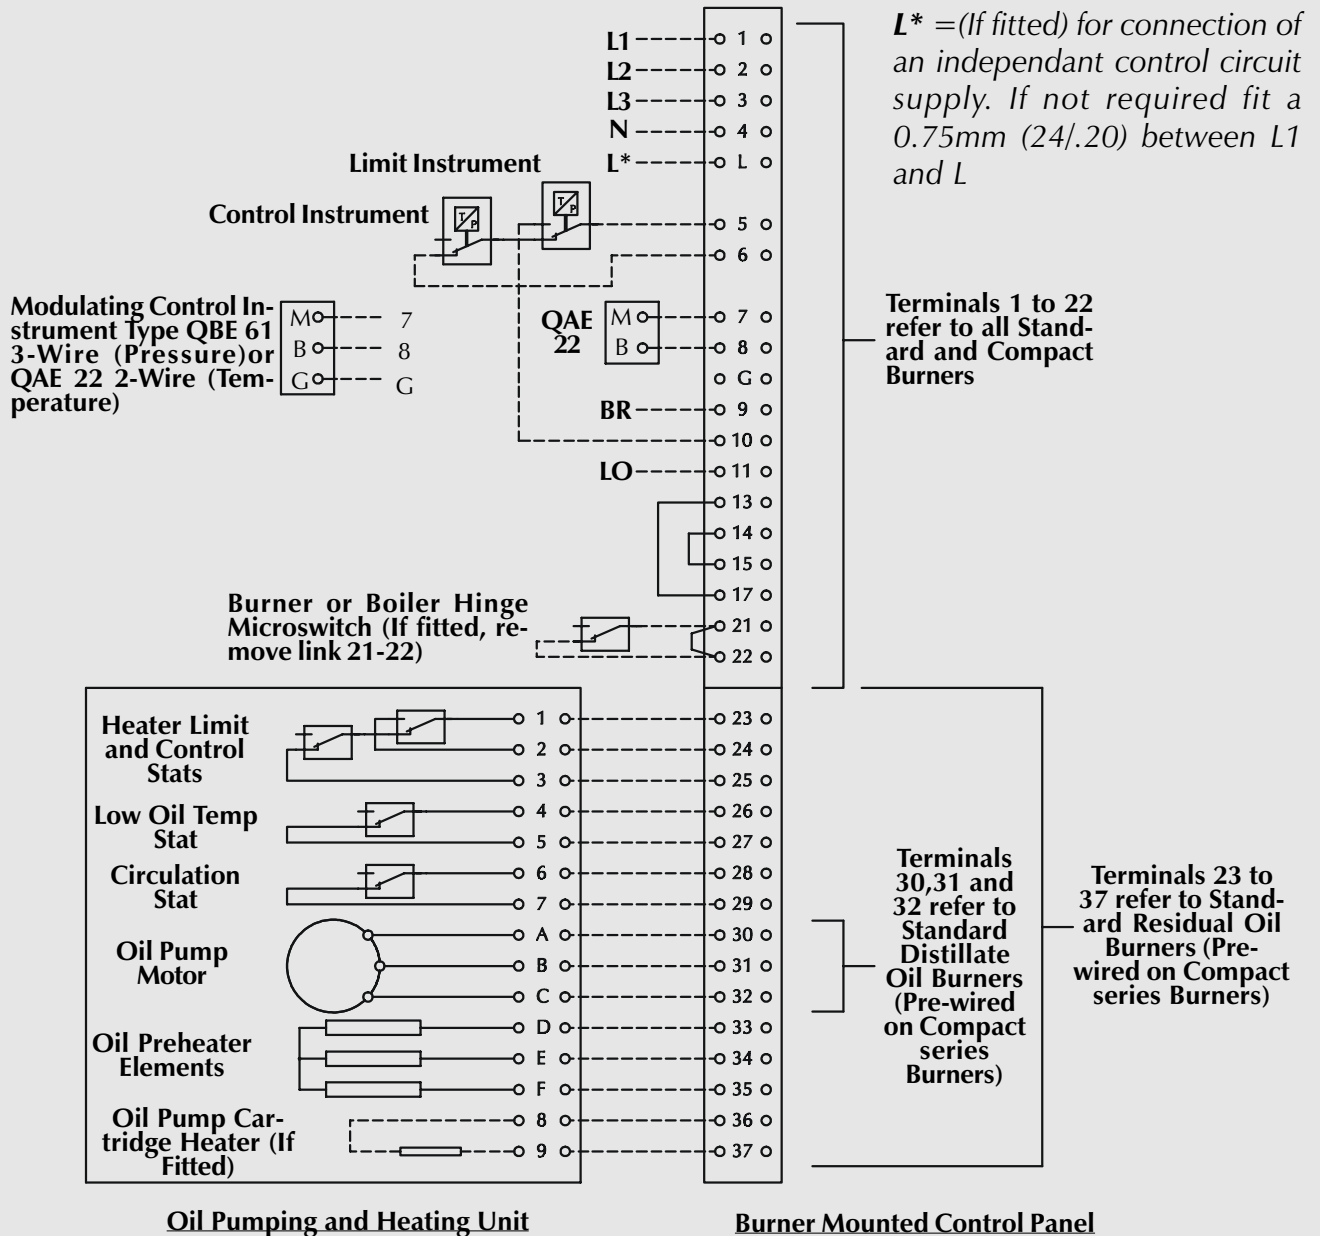 L* =(If fitted) for connection of
an independant control circuit
supply. If not required fit a
0.75mm (24/.20) between L1
and L
L1 1
L2 2
L3 3
N 4
L* L
Limit Instrument
T/P
Control Instrument
T/P
5
6
Modulating Control In-
strument Type QBE 61
3-Wire (Pressure)or
QAE 22 2-Wire (Tem-
perature)
M 7
B 8
G G
QAE
22
M 7
B 8
G
BR 9
10
LO 11
13
14
15
17
Terminals 1 to 22
refer to all Stand-
ard and Compact
Burners
Burner or Boiler Hinge
Microswitch (If fitted, re-
move link 21-22)
21
22
Heater Limit
and Control
Stats
1 23
2 24
3 25
Low Oil Temp
Stat
4 26
5 27
Circulation
Stat
6 28
7 29
Oil Pump
Motor
A 30
B 31
C 32
Oil Preheater
Elements
D 33
E 34
F 35
Oil Pump Car-
tridge Heater (If
Fitted)
8 36
9 37
Terminals
30,31 and
32 refer to
Standard
Distillate
Oil Burners
(Pre-wired
on Compact
series
Burners)
Terminals 23 to
37 refer to Stand-
ard Residual Oil
Burners (Pre-
wired on Compact
series Burners)
Oil Pumping and Heating Unit
Burner Mounted Control Panel